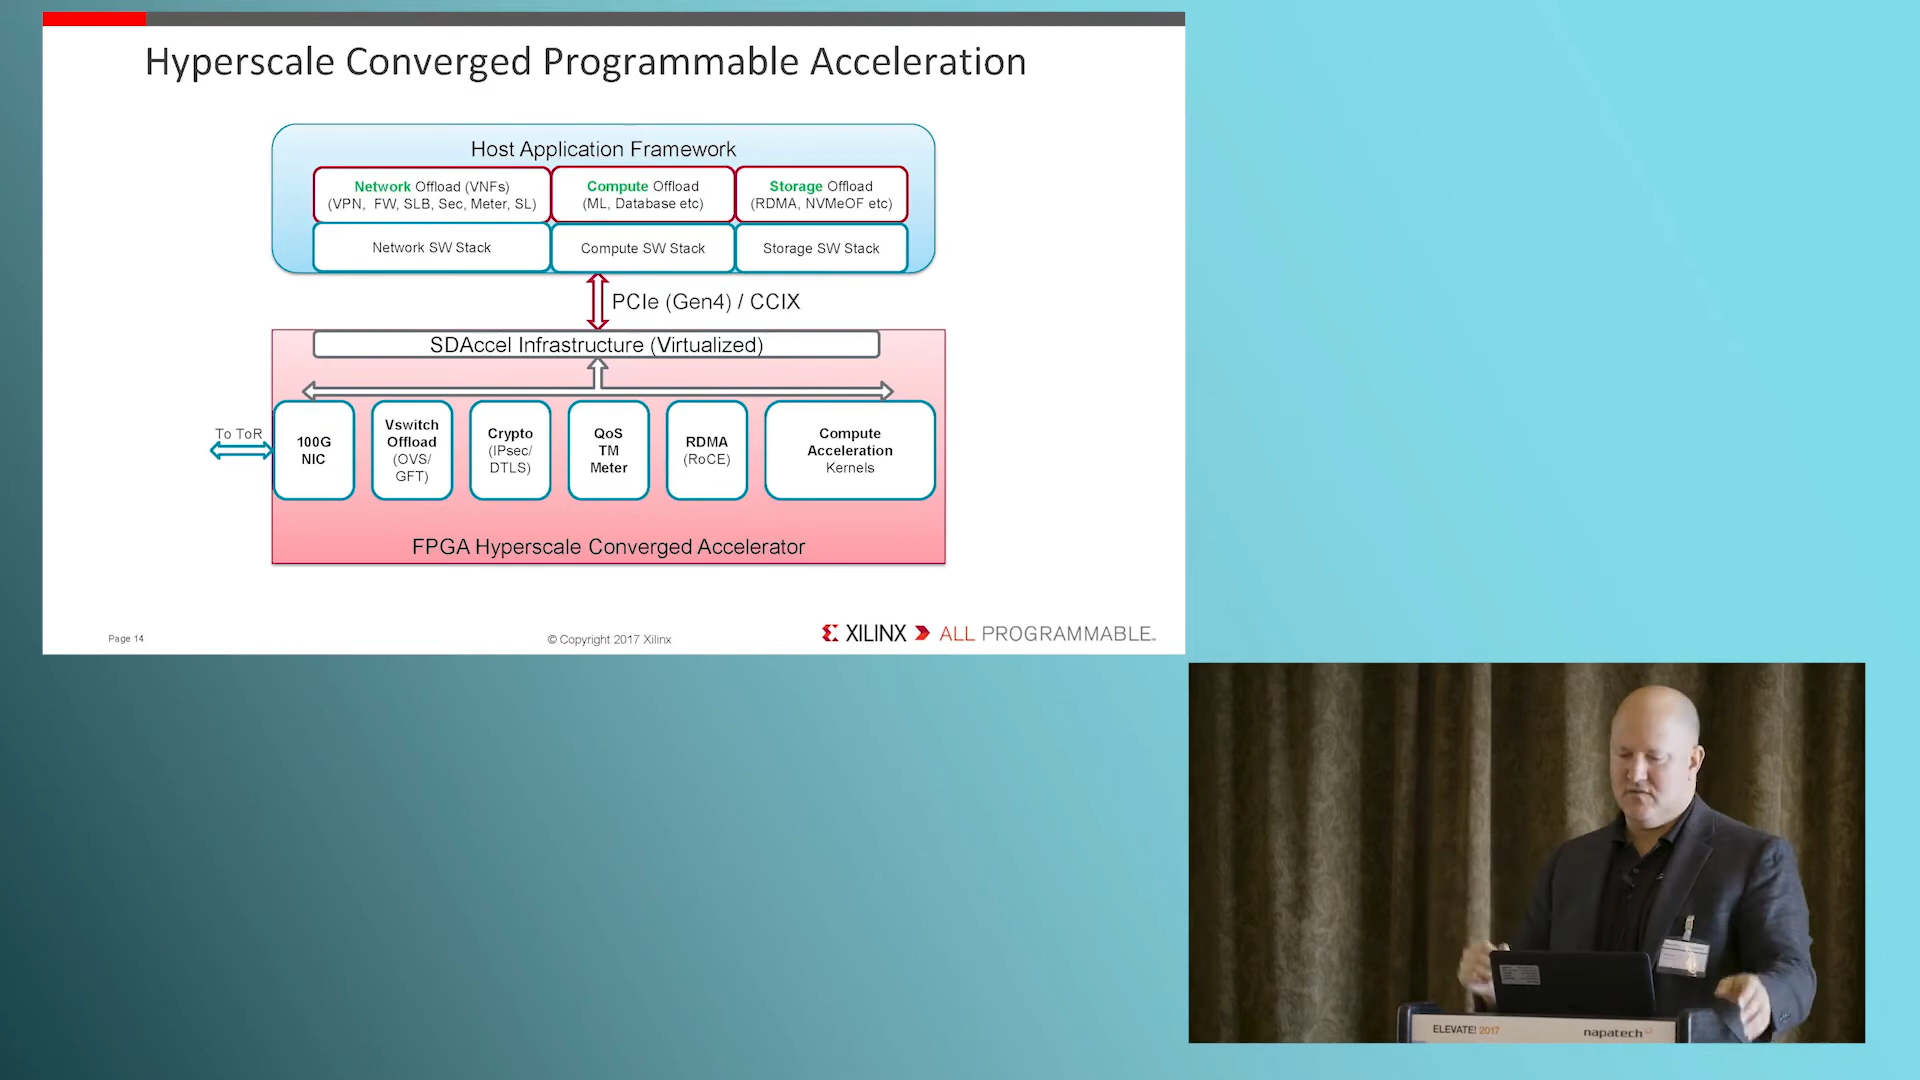 Hyperscale Converged Programmable Acceleration
Host Application Framework
Network Offload (VNFs)
(VPN, FW, SLB, Sec, Meter, SL)
Compute Offload
(ML, Database etc)
Storage Offload
(RDMA, NVMeOF etc)
Network SW Stack
Compute SW Stack
Storage SW Stack
PCIe (Gen4) / CCIX
SDAccel Infrastructure (Virtualized)
To ToR
100G
NIC
Vswitch
Offload
(OVS/
GFT)
Crypto
(IPsec/
DTLS)
QoS
TM
Meter
RDMA
(RoCE)
Compute
Acceleration
Kernels
FPGA Hyperscale Converged Accelerator
Page 14
© Copyright 2017 Xilinx
XILINX ALL PROGRAMMABLE™
ELEVATE! 2017
napatech